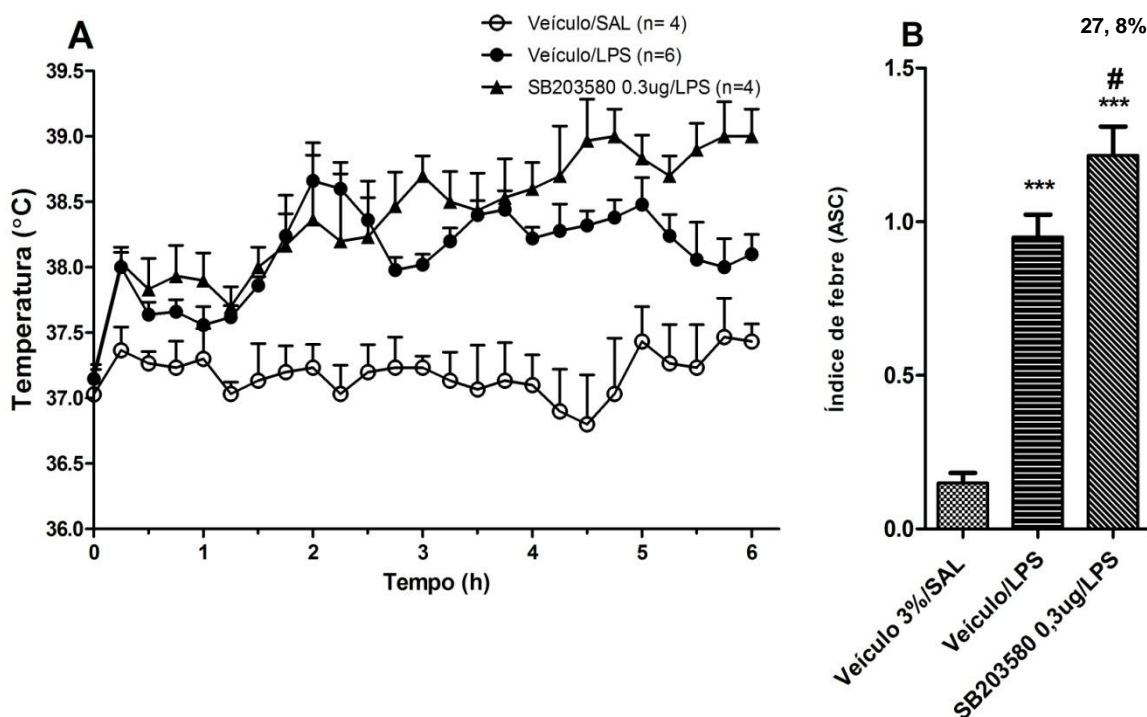 A
Veículo/SAL (n= 4)
Veículo/LPS (n=6)
SB203580 0.3ug/LPS (n=4)
39.5
39.0
38.5
38.0
37.5
37.0
36.5
36.0
Temperatura (°C)
0 1 2 3 4 5 6
Tempo (h)
B
27, 8%
1.5
1.0
0.5
0.0
Índice de febre (ASC)
***
#
***
Veículo 3%/SAL
Veículo/LPS
SB203580 0,3ug/LPS